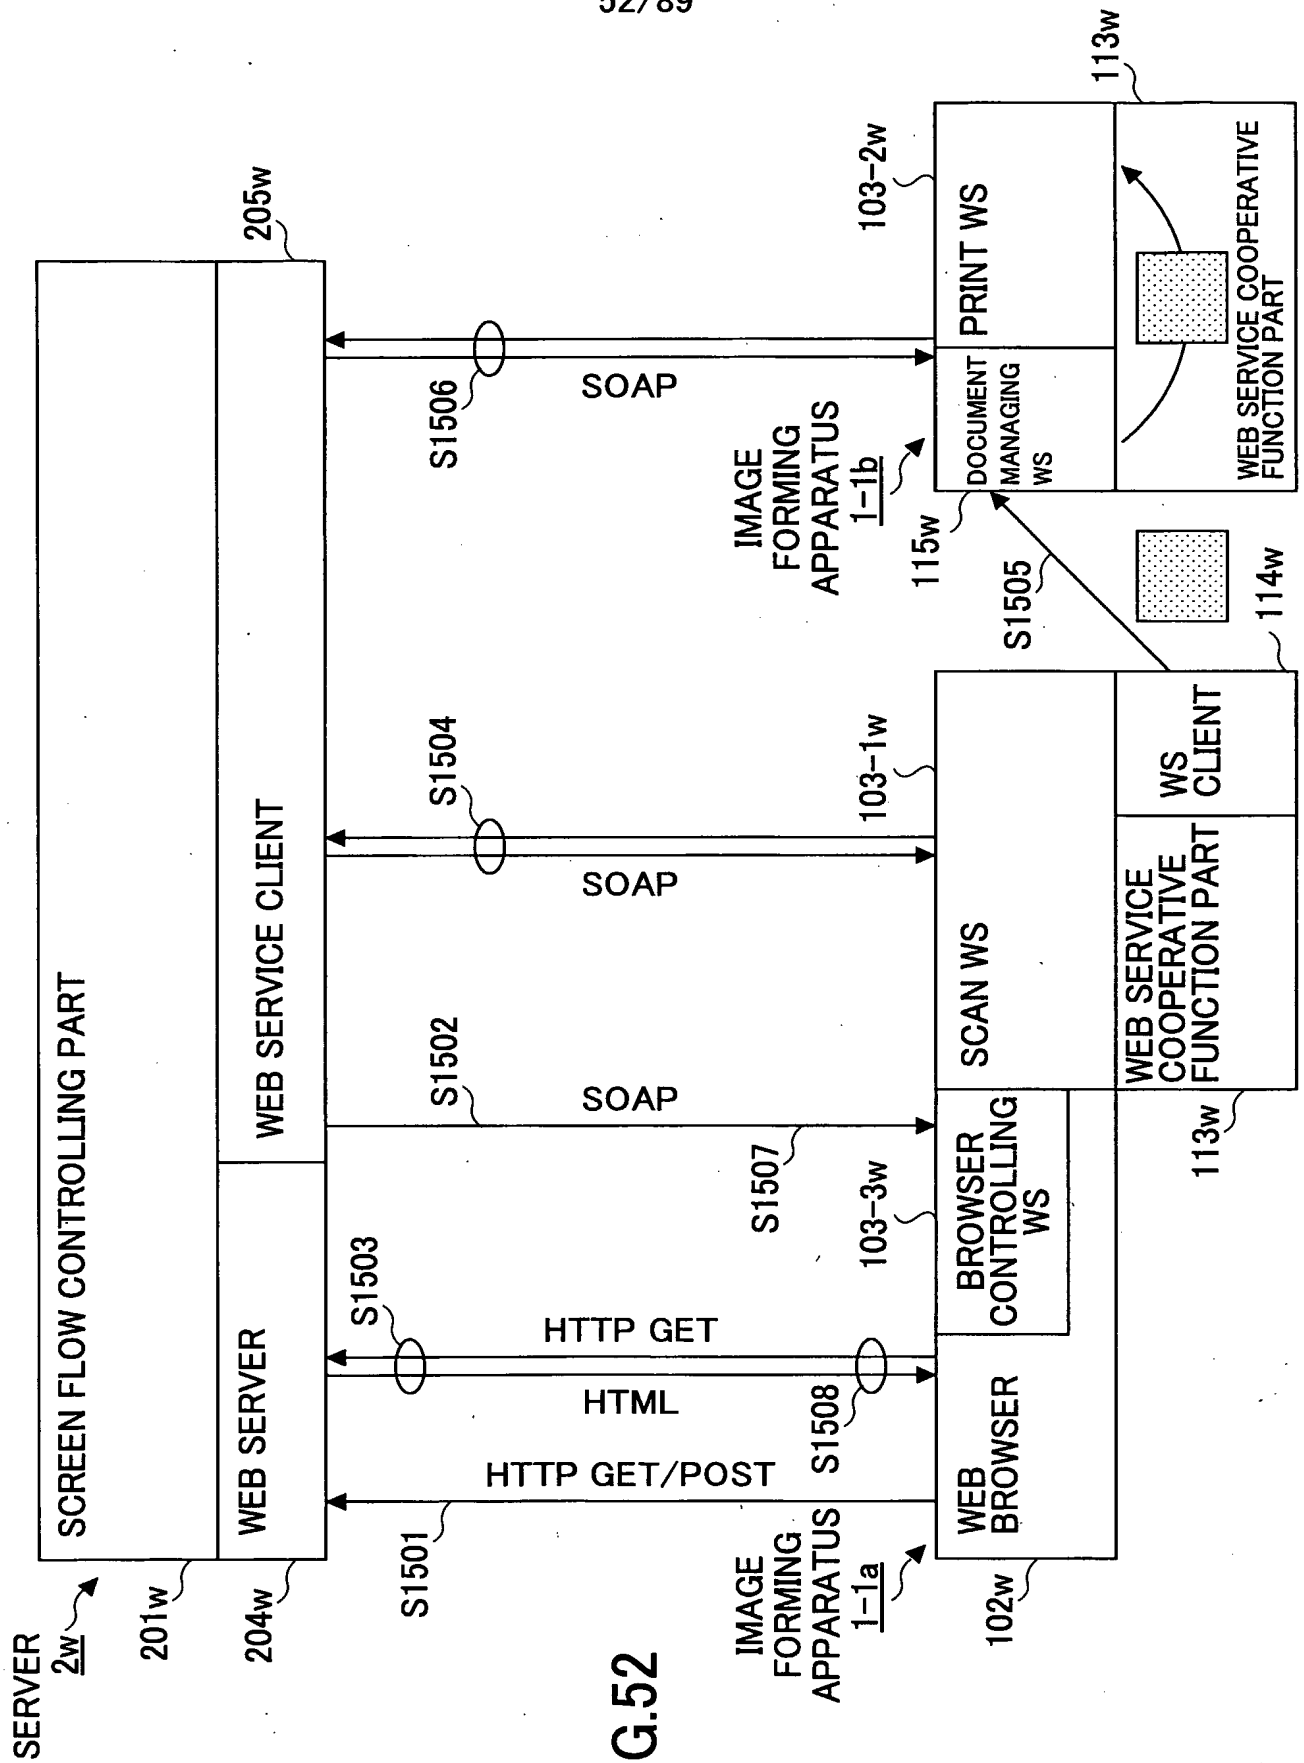 52/89
SERVER
2w
201w
SCREEN FLOW CONTROLLING PART
204w
WEB SERVER
WEB SERVICE CLIENT
205w
S1501
HTTP GET/POST
S1503
HTTP GET
HTML
S1508
S1502
SOAP
S1507
S1504
SOAP
S1506
SOAP
IMAGE
FORMING
APPARATUS
1-1a
102w
WEB
BROWSER
103-3w
BROWSER
CONTROLLING
WS
103-1w
SCAN WS
113w
WEB SERVICE
COOPERATIVE
FUNCTION PART
WS
CLIENT
114w
S1505
IMAGE
FORMING
APPARATUS
1-1b
115w
DOCUMENT
MANAGING
WS
103-2w
PRINT WS
WEB SERVICE COOPERATIVE
FUNCTION PART
113w
G.52